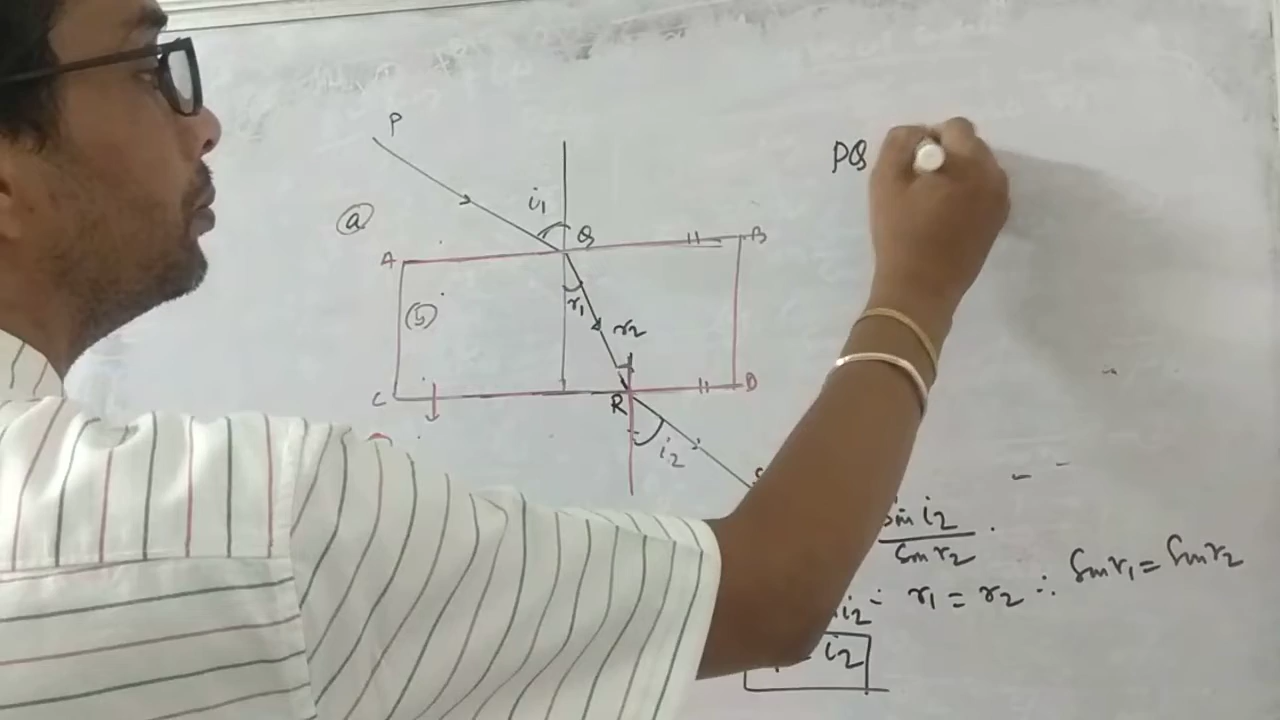 P
PQ
i1
ⓐ
Q
B
A
r1
ⓑ
r2
C
R
D
i2
sin i2
sin r2
i2
r1 = r2 ∴ sin r1 = sin r2
i2